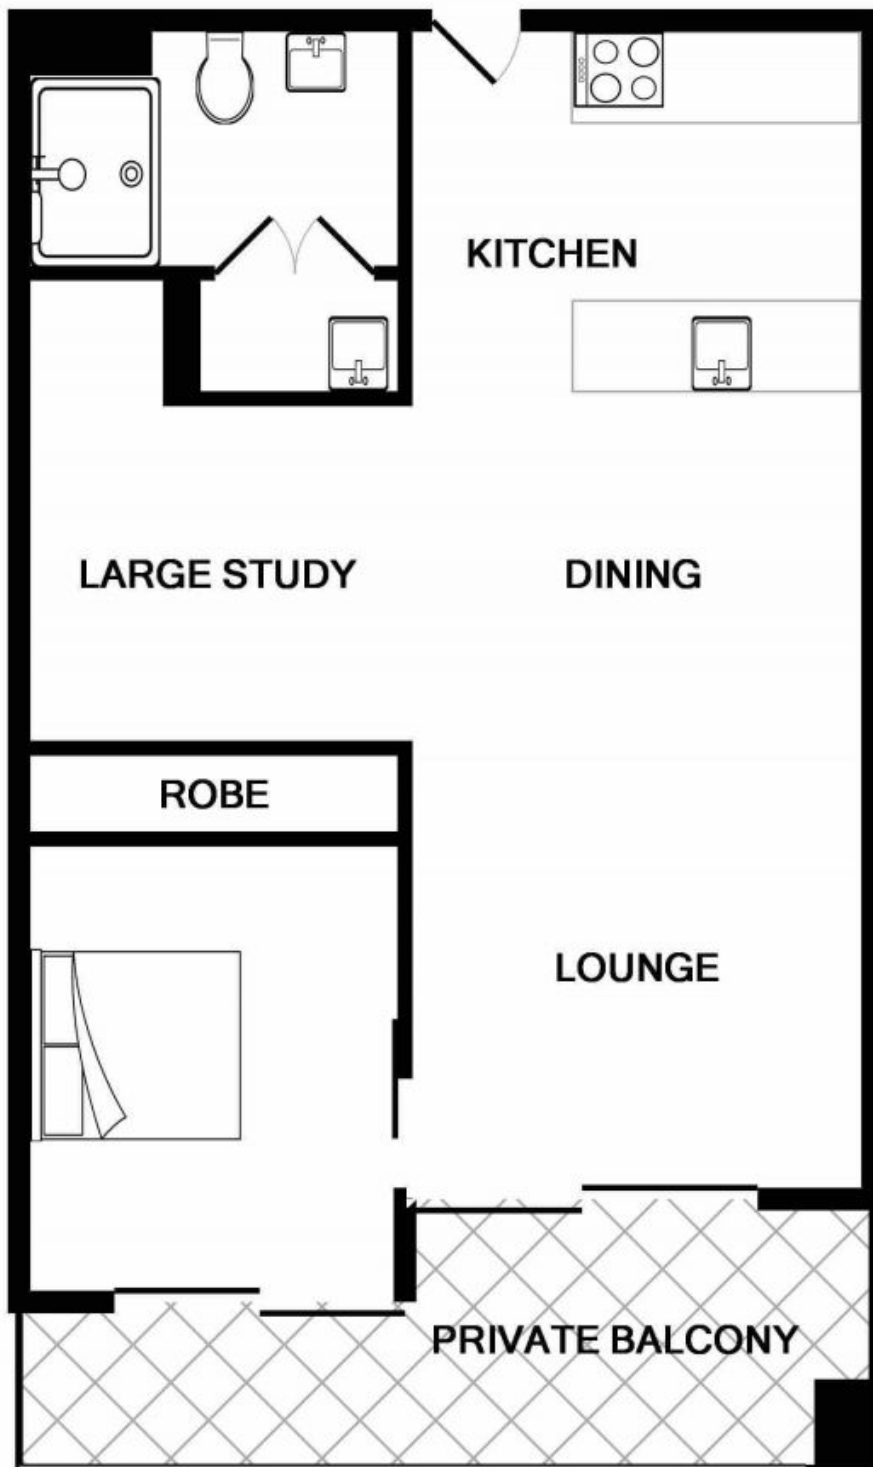 KITCHEN
LARGE STUDY
DINING
ROBE
LOUNGE
PRIVATE BALCONY